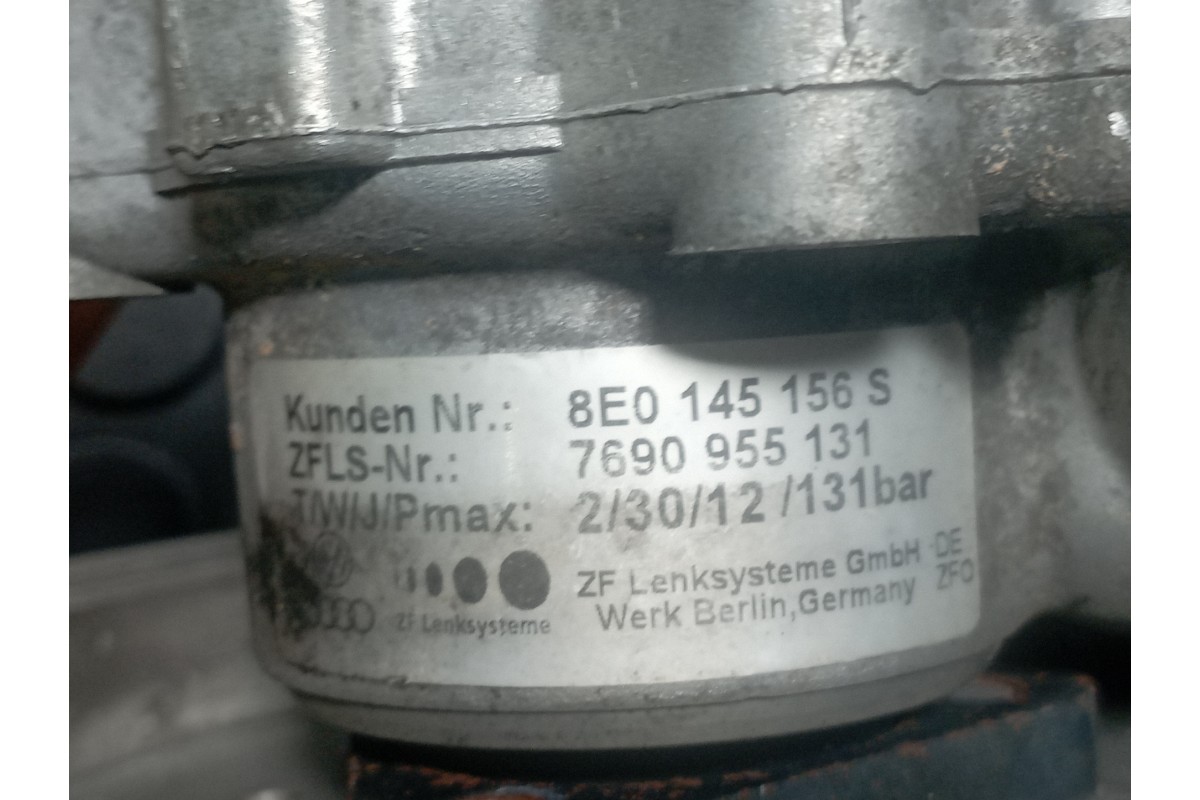 Kunden Nr.: 8E0 145 156 S
ZFLS-Nr.: 7690 955 131
T/W/J/Pmax: 2/30/12 /131bar
ZF Lenksysteme GmbH DE
ZF Lenksysteme Werk Berlin,Germany ZFO